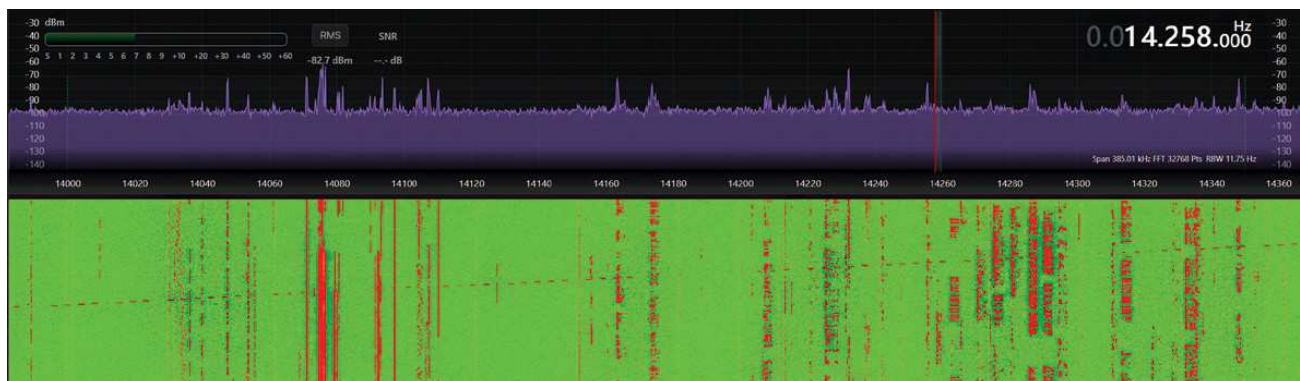 -30 dBm Hz -30
-40 RMS SNR 0.014.258.000 -40
-50 -50
S 1 2 3 4 5 6 7 8 9 +10 +20 +30 +40 +50 +60
-60 -82.7 dBm --.- dB -60
-70 -70
-80 -80
-90 -90
-100 -100
-110 -110
-120 -120
-130 Span 385.01 kHz FFT 32768 Pts RBW 11.75 Hz -130
-140 -140
14000 14020 14040 14060 14080 14100 14120 14140 14160 14180 14200 14220 14240 14260 14280 14300 14320 14340 14360